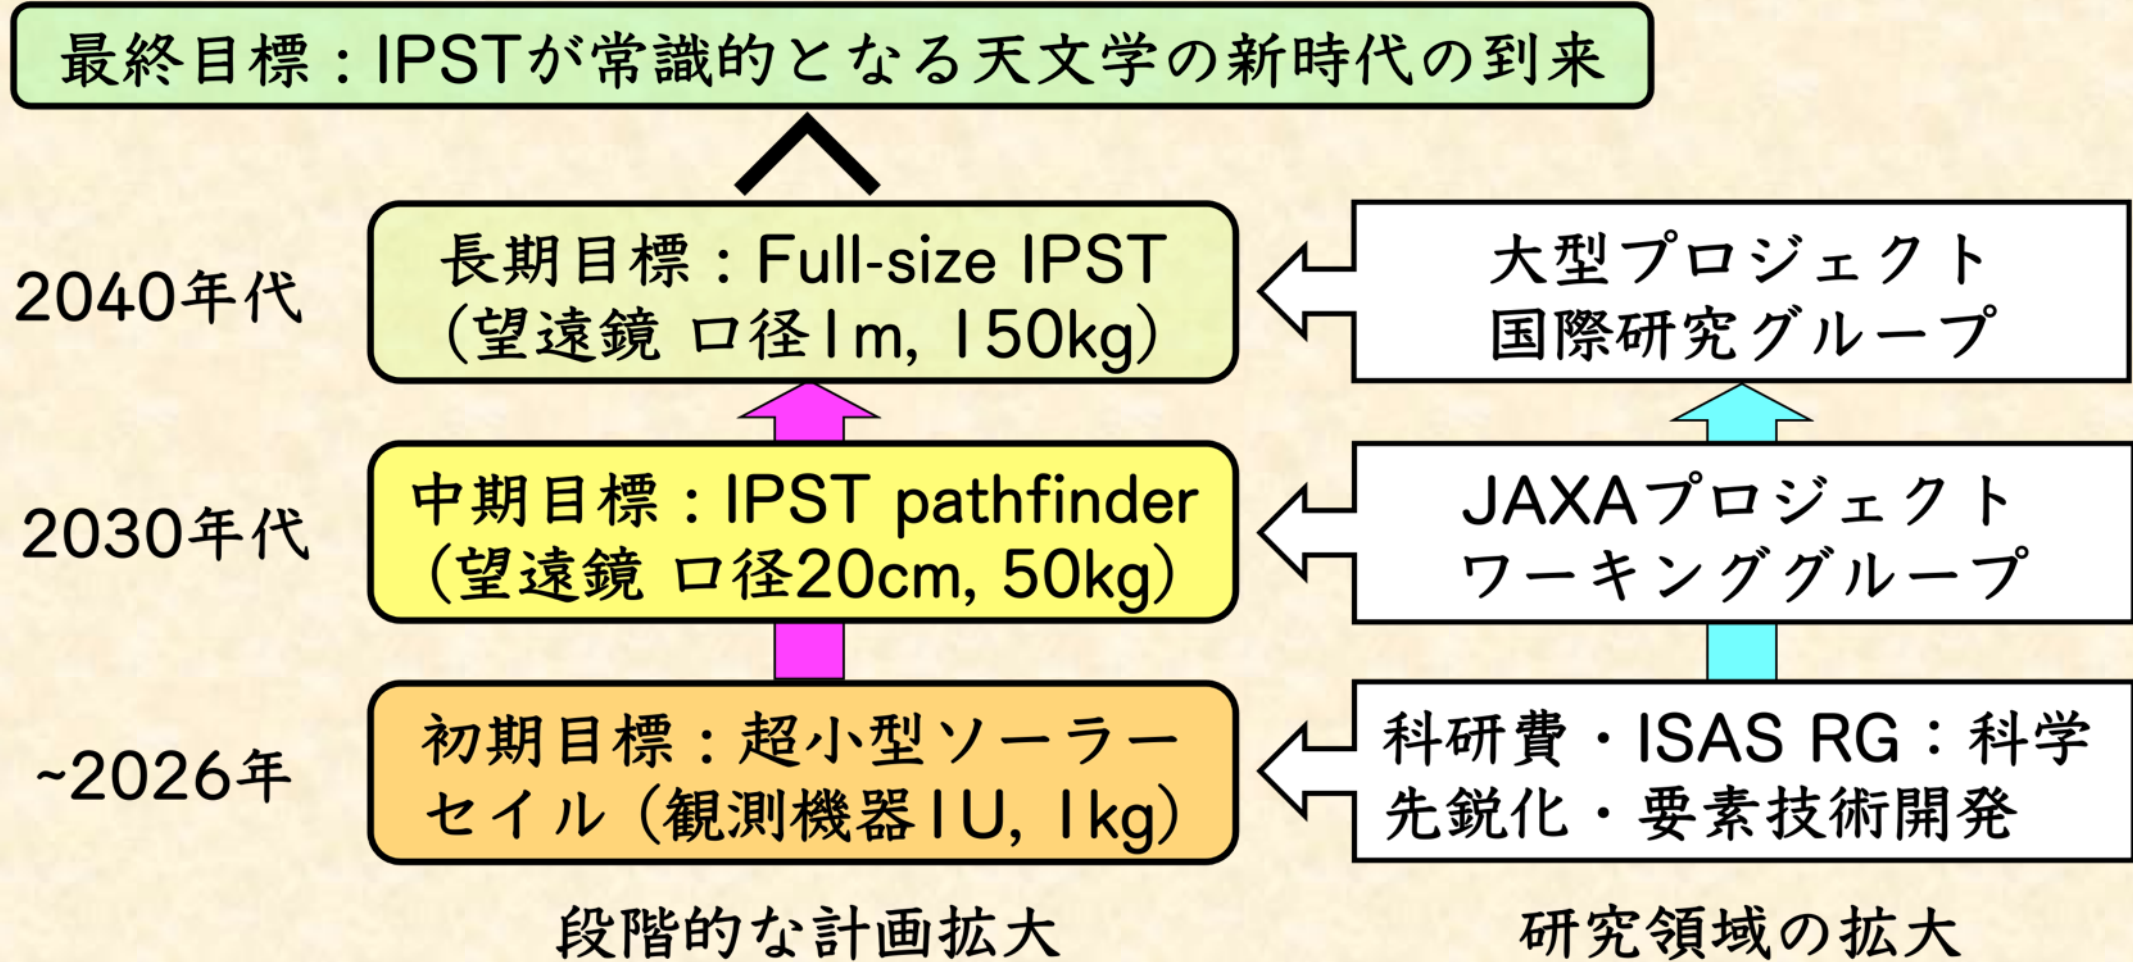 最終目標：IPSTが常識的となる天文学の新時代の到来
2040年代
長期目標：Full-size IPST
(望遠鏡 口径1m, 150kg)
大型プロジェクト
国際研究グループ
2030年代
中期目標：IPST pathfinder
(望遠鏡 口径20cm, 50kg)
JAXAプロジェクト
ワーキンググループ
~2026年
初期目標：超小型ソーラー
セイル (観測機器1U, 1kg)
科研費・ISAS RG：科学
先鋭化・要素技術開発
段階的な計画拡大
研究領域の拡大